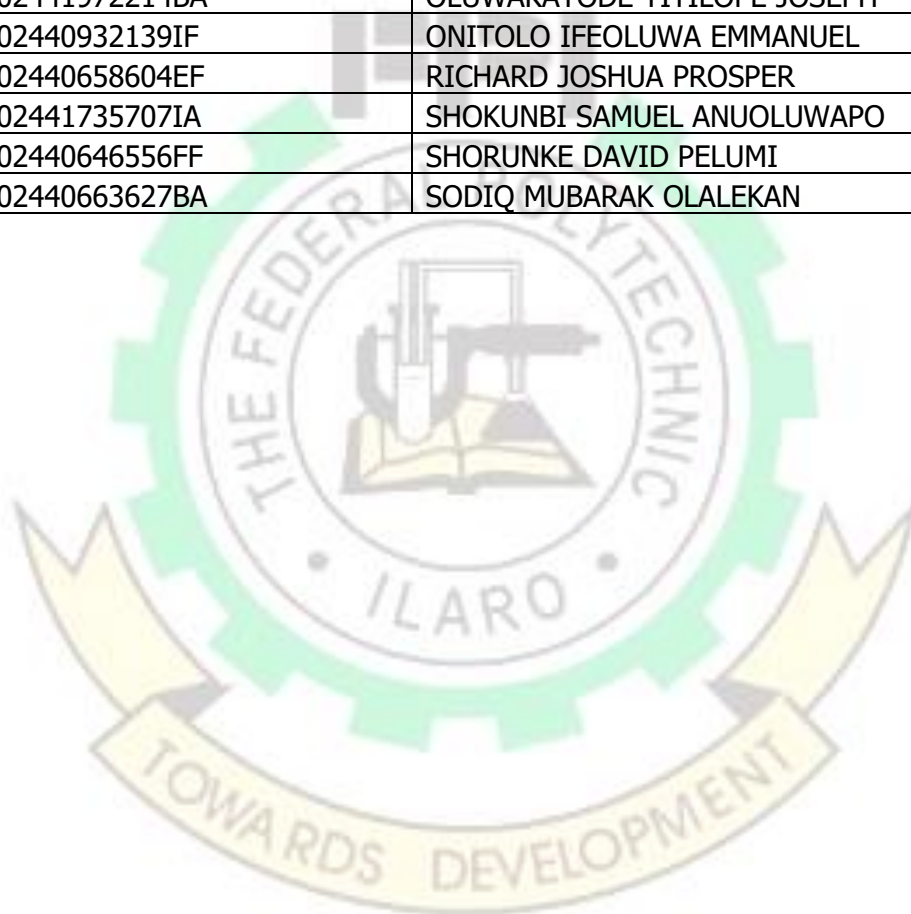 02440932139IF ONITOLO IFEOLUWA EMMANUEL
02440658604EF RICHARD JOSHUA PROSPER
02441735707IA SHOKUNBI SAMUEL ANUOLUWAPO
02440646556FF SHORUNKE DAVID PELUMI
02440663627BA SODIQ MUBARAK OLALEKAN
THE FEDERAL POLYTECHNIC
ILARO
TOWARDS DEVELOPMENT